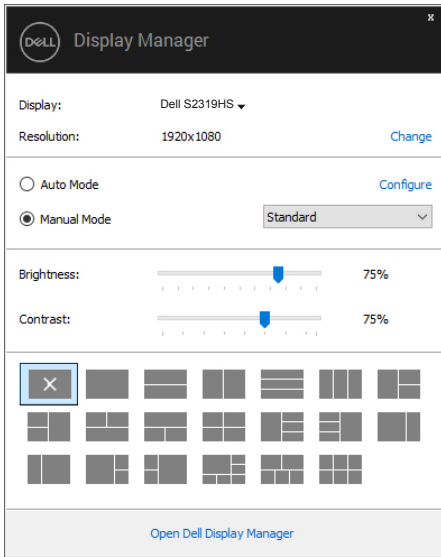 x
DELL Display Manager
Display: Dell S2319HS
Resolution: 1920x1080 Change
Auto Mode Configure
Manual Mode Standard
Brightness: 75%
Contrast: 75%
Open Dell Display Manager